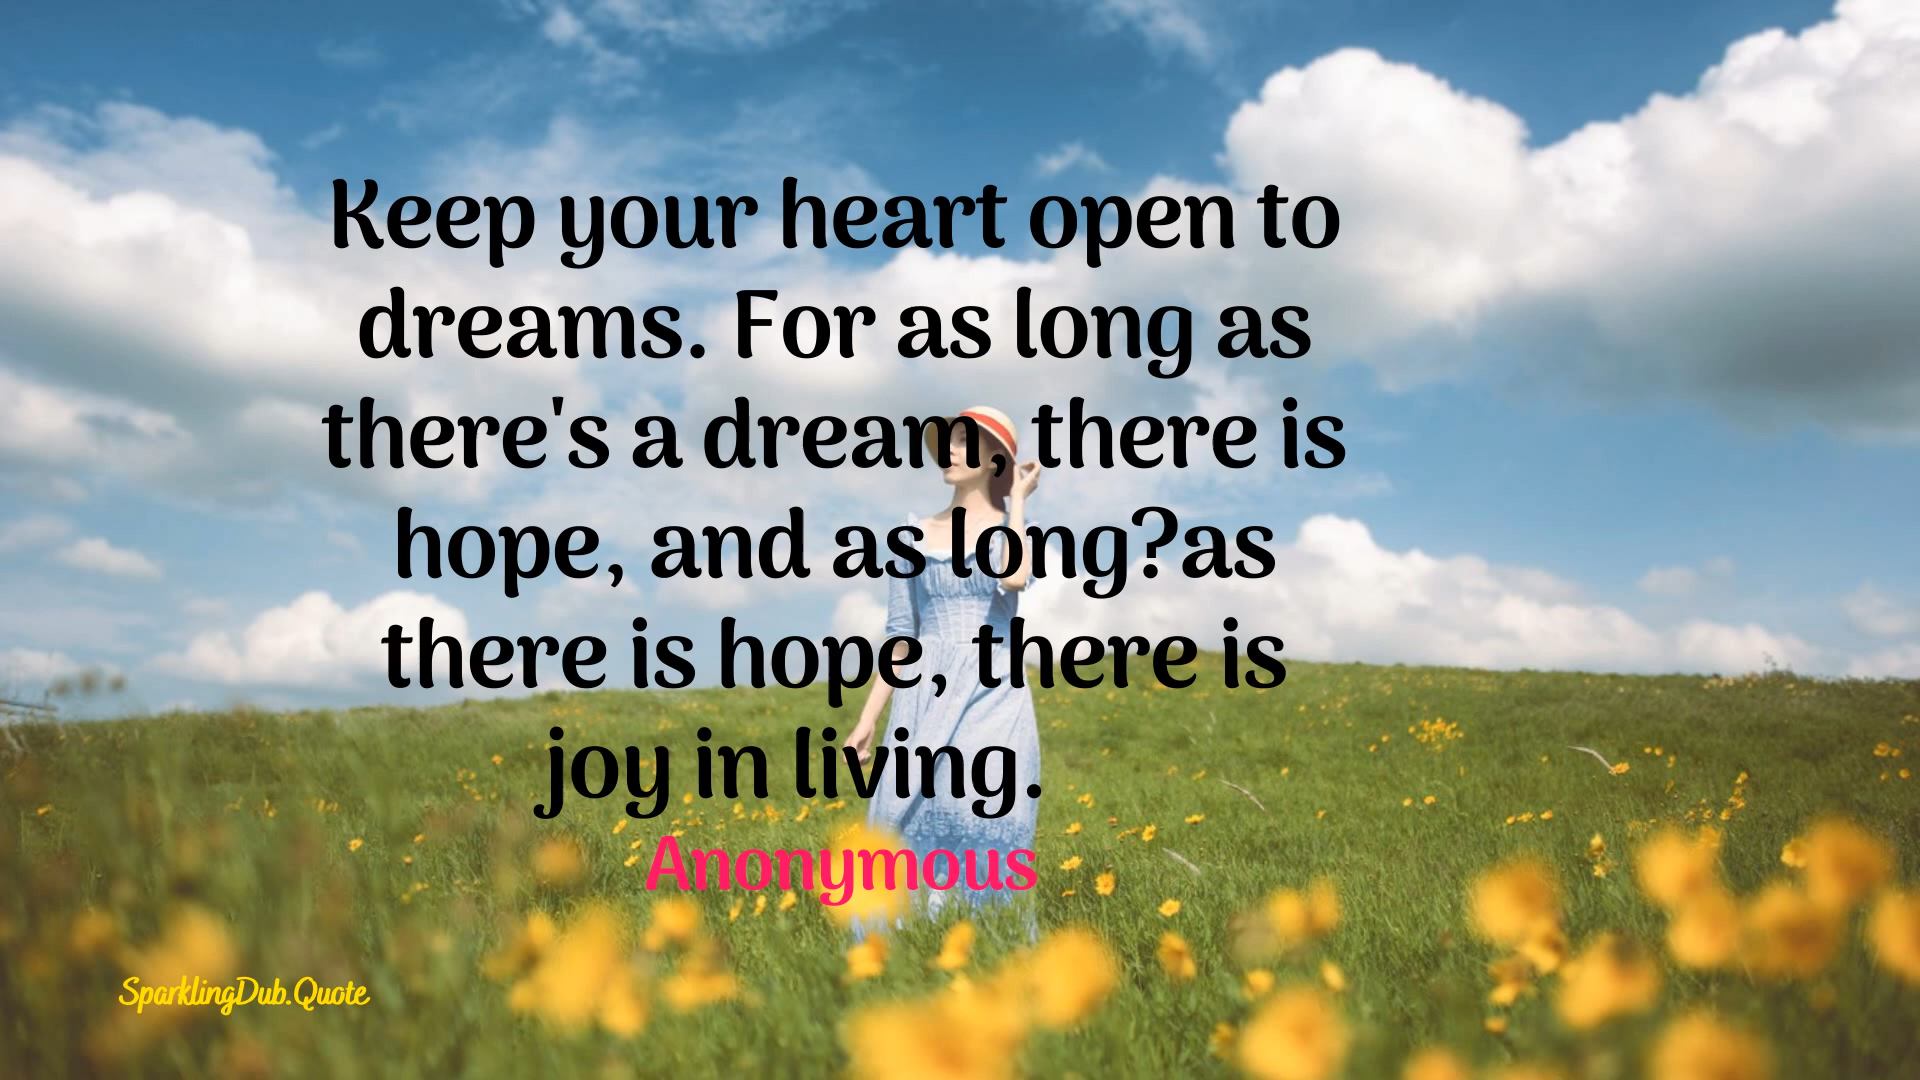 Keep your heart open to
dreams. For as long as
there's a dream, there is
hope, and as long?as
there is hope, there is
joy in living.
Anonymous
SparklingDub.Quote